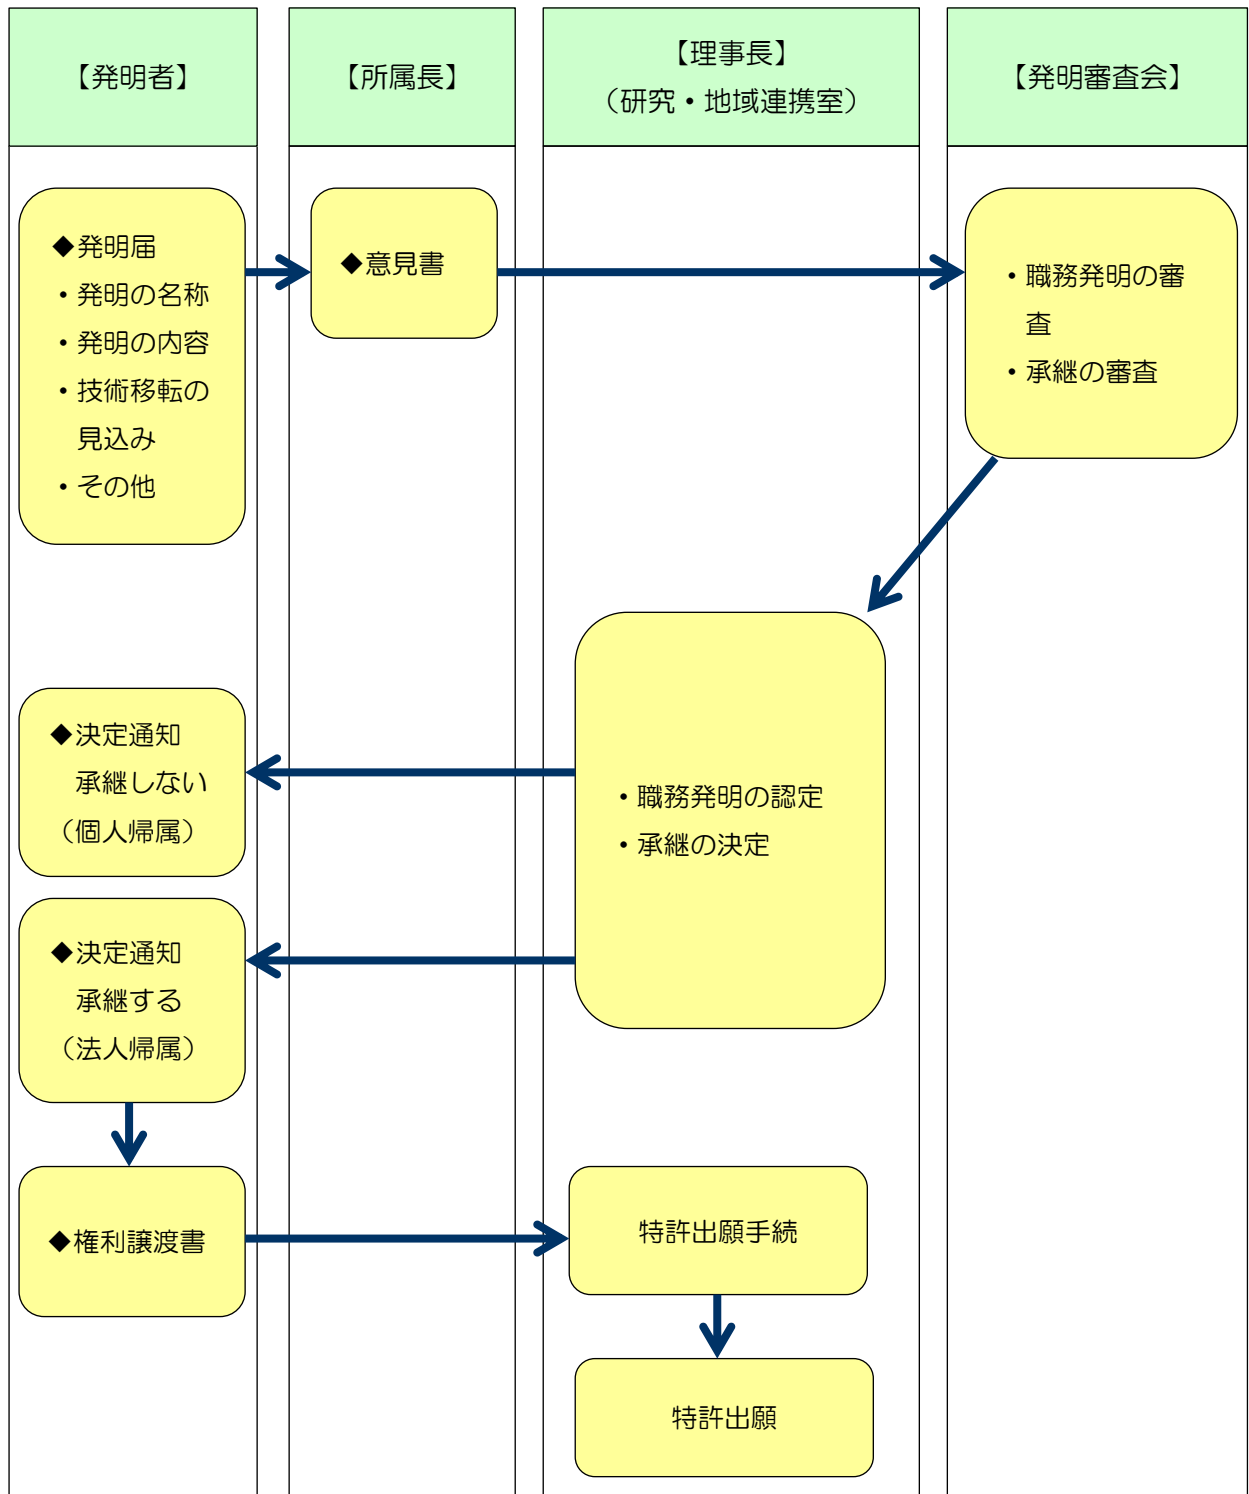 【発明者】
【所属長】
【理事長】
（研究・地域連携室）
【発明審査会】
◆発明届
・発明の名称
・発明の内容
・技術移転の
見込み
・その他
◆意見書
・職務発明の審
査
・承継の審査
・職務発明の認定
・承継の決定
◆決定通知
承継しない
（個人帰属）
◆決定通知
承継する
（法人帰属）
◆権利譲渡書
特許出願手続
特許出願